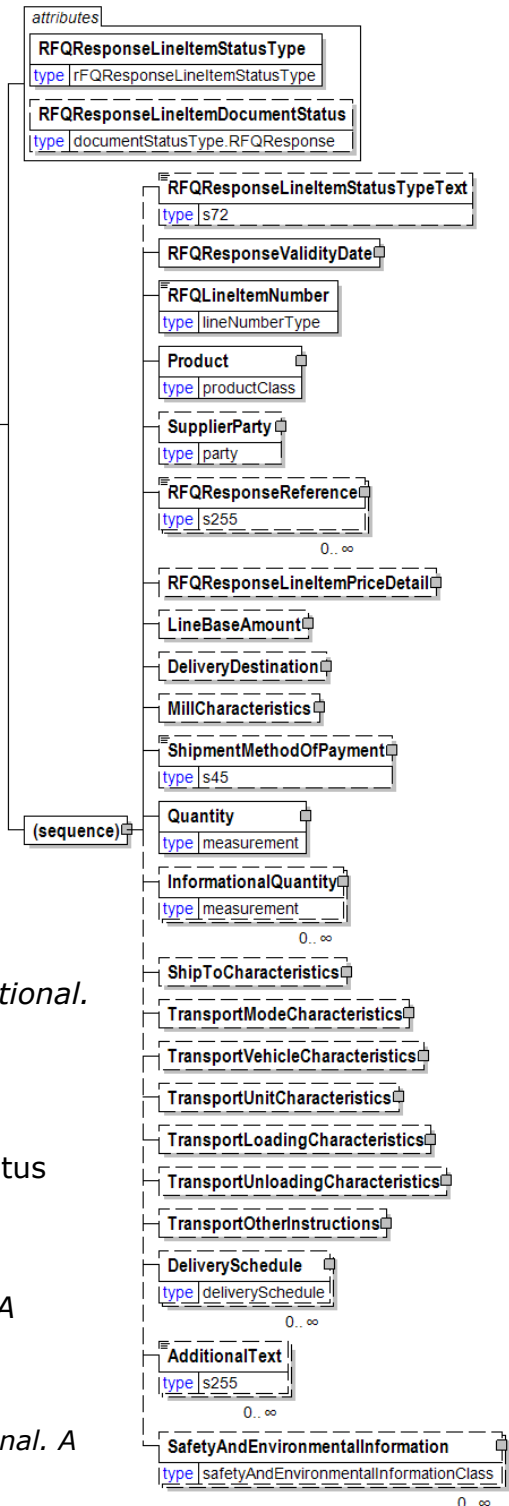 attributes
RFQResponseLineItemStatusType
type rFQResponseLineItemStatusType
RFQResponseLineItemDocumentStatus
type documentStatusType.RFQResponse
RFQResponseLineItemStatusTypeText
type s72
RFQResponseValidityDate
RFQLineItemNumber
type lineNumberType
Product
type productClass
SupplierParty
type party
RFQResponseReference
type s255
0.. ∞
RFQResponseLineItemPriceDetail
LineBaseAmount
DeliveryDestination
MillCharacteristics
ShipmentMethodOfPayment
type s45
(sequence)
Quantity
type measurement
InformationalQuantity
type measurement
0.. ∞
ShipToCharacteristics
tional.
TransportModeCharacteristics
TransportVehicleCharacteristics
TransportUnitCharacteristics
TransportLoadingCharacteristics
tus
TransportUnloadingCharacteristics
TransportOtherInstructions
DeliverySchedule
type deliverySchedule
A
0.. ∞
AdditionalText
type s255
0.. ∞
nal. A
SafetyAndEnvironmentalInformation
type safetyAndEnvironmentalInformationClass
0.. ∞